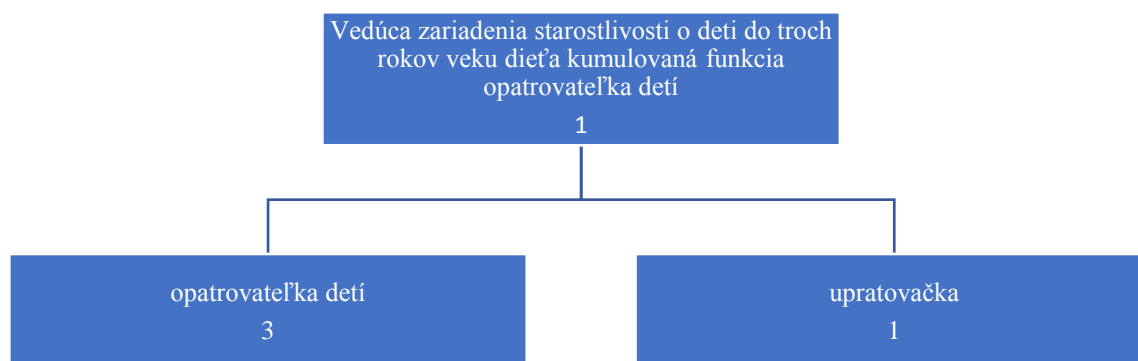 Vedúca zariadenia starostlivosti o deti do troch
rokov veku dieťa kumulovaná funkcia
opatrovateľka detí
1
opatrovateľka detí
3
upratovačka
1